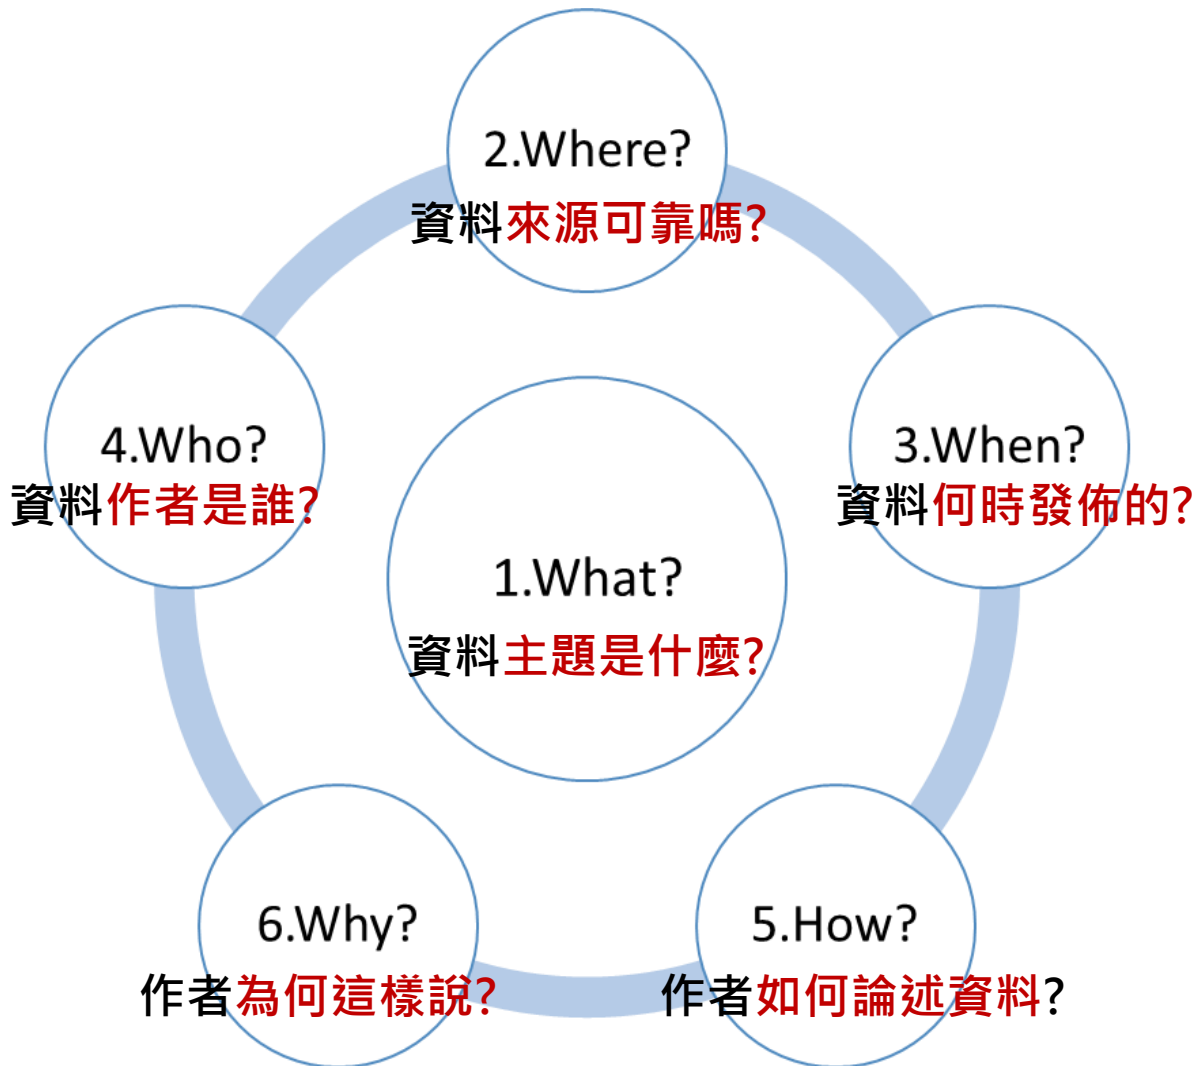 2.Where?
資料來源可靠嗎?
4.Who?
資料作者是誰?
3.When?
資料何時發佈的?
1.What?
資料主題是什麼?
6.Why?
作者為何這樣說?
5.How?
作者如何論述資料?